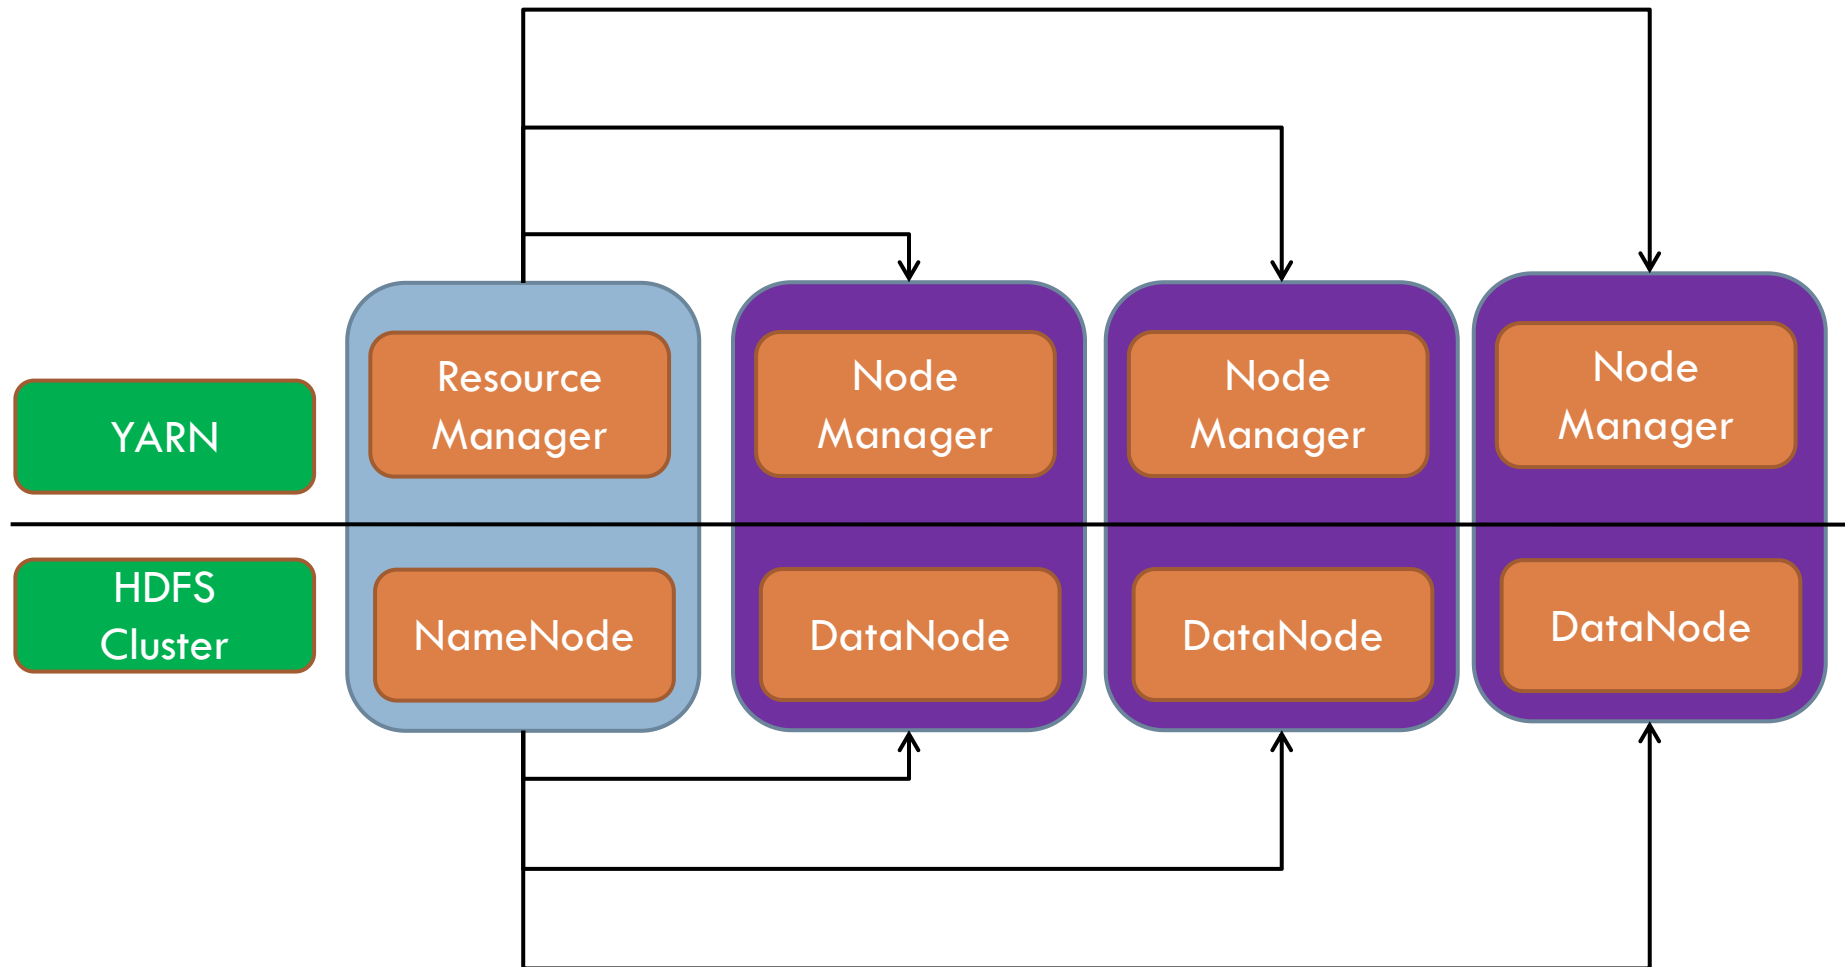 YARN
Resource
Manager
Node
Manager
Node
Manager
Node
Manager
HDFS
Cluster
NameNode
DataNode
DataNode
DataNode